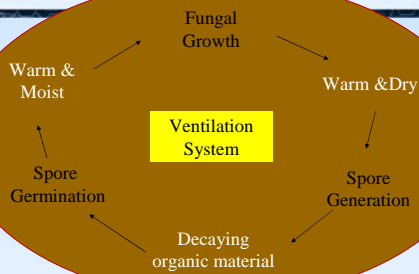 Fungal
Growth
Warm &
Moist
Warm &Dry
Ventilation
System
Spore
Germination
Spore
Generation
Decaying
organic material